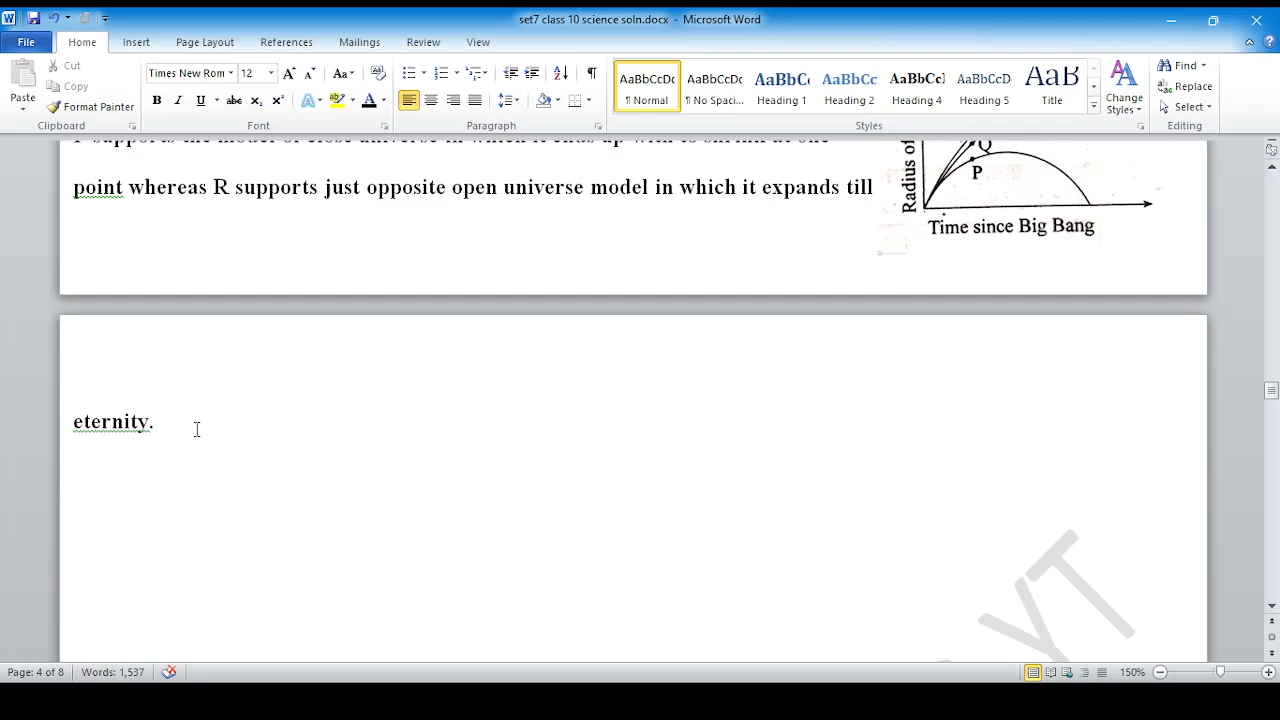 set7 class 10 science soln.docx - Microsoft Word
File Home Insert Page Layout References Mailings Review View
Paste
Cut
Copy
Format Painter
Clipboard
Times New Rom 12
Font
Paragraph
AaBbCcDc ¶ Normal
AaBbCcDc ¶ No Spaci...
AaBbC Heading 1
AaBbCc Heading 2
AaBbCc Heading 4
AaBbCcD Heading 5
AaB Title
Change Styles
Styles
Find
Replace
Select
Editing
point whereas R supports just opposite open universe model in which it expands till
Radius of
Q
P
Time since Big Bang
eternity.
YT
Page: 4 of 8 Words: 1,537 150%